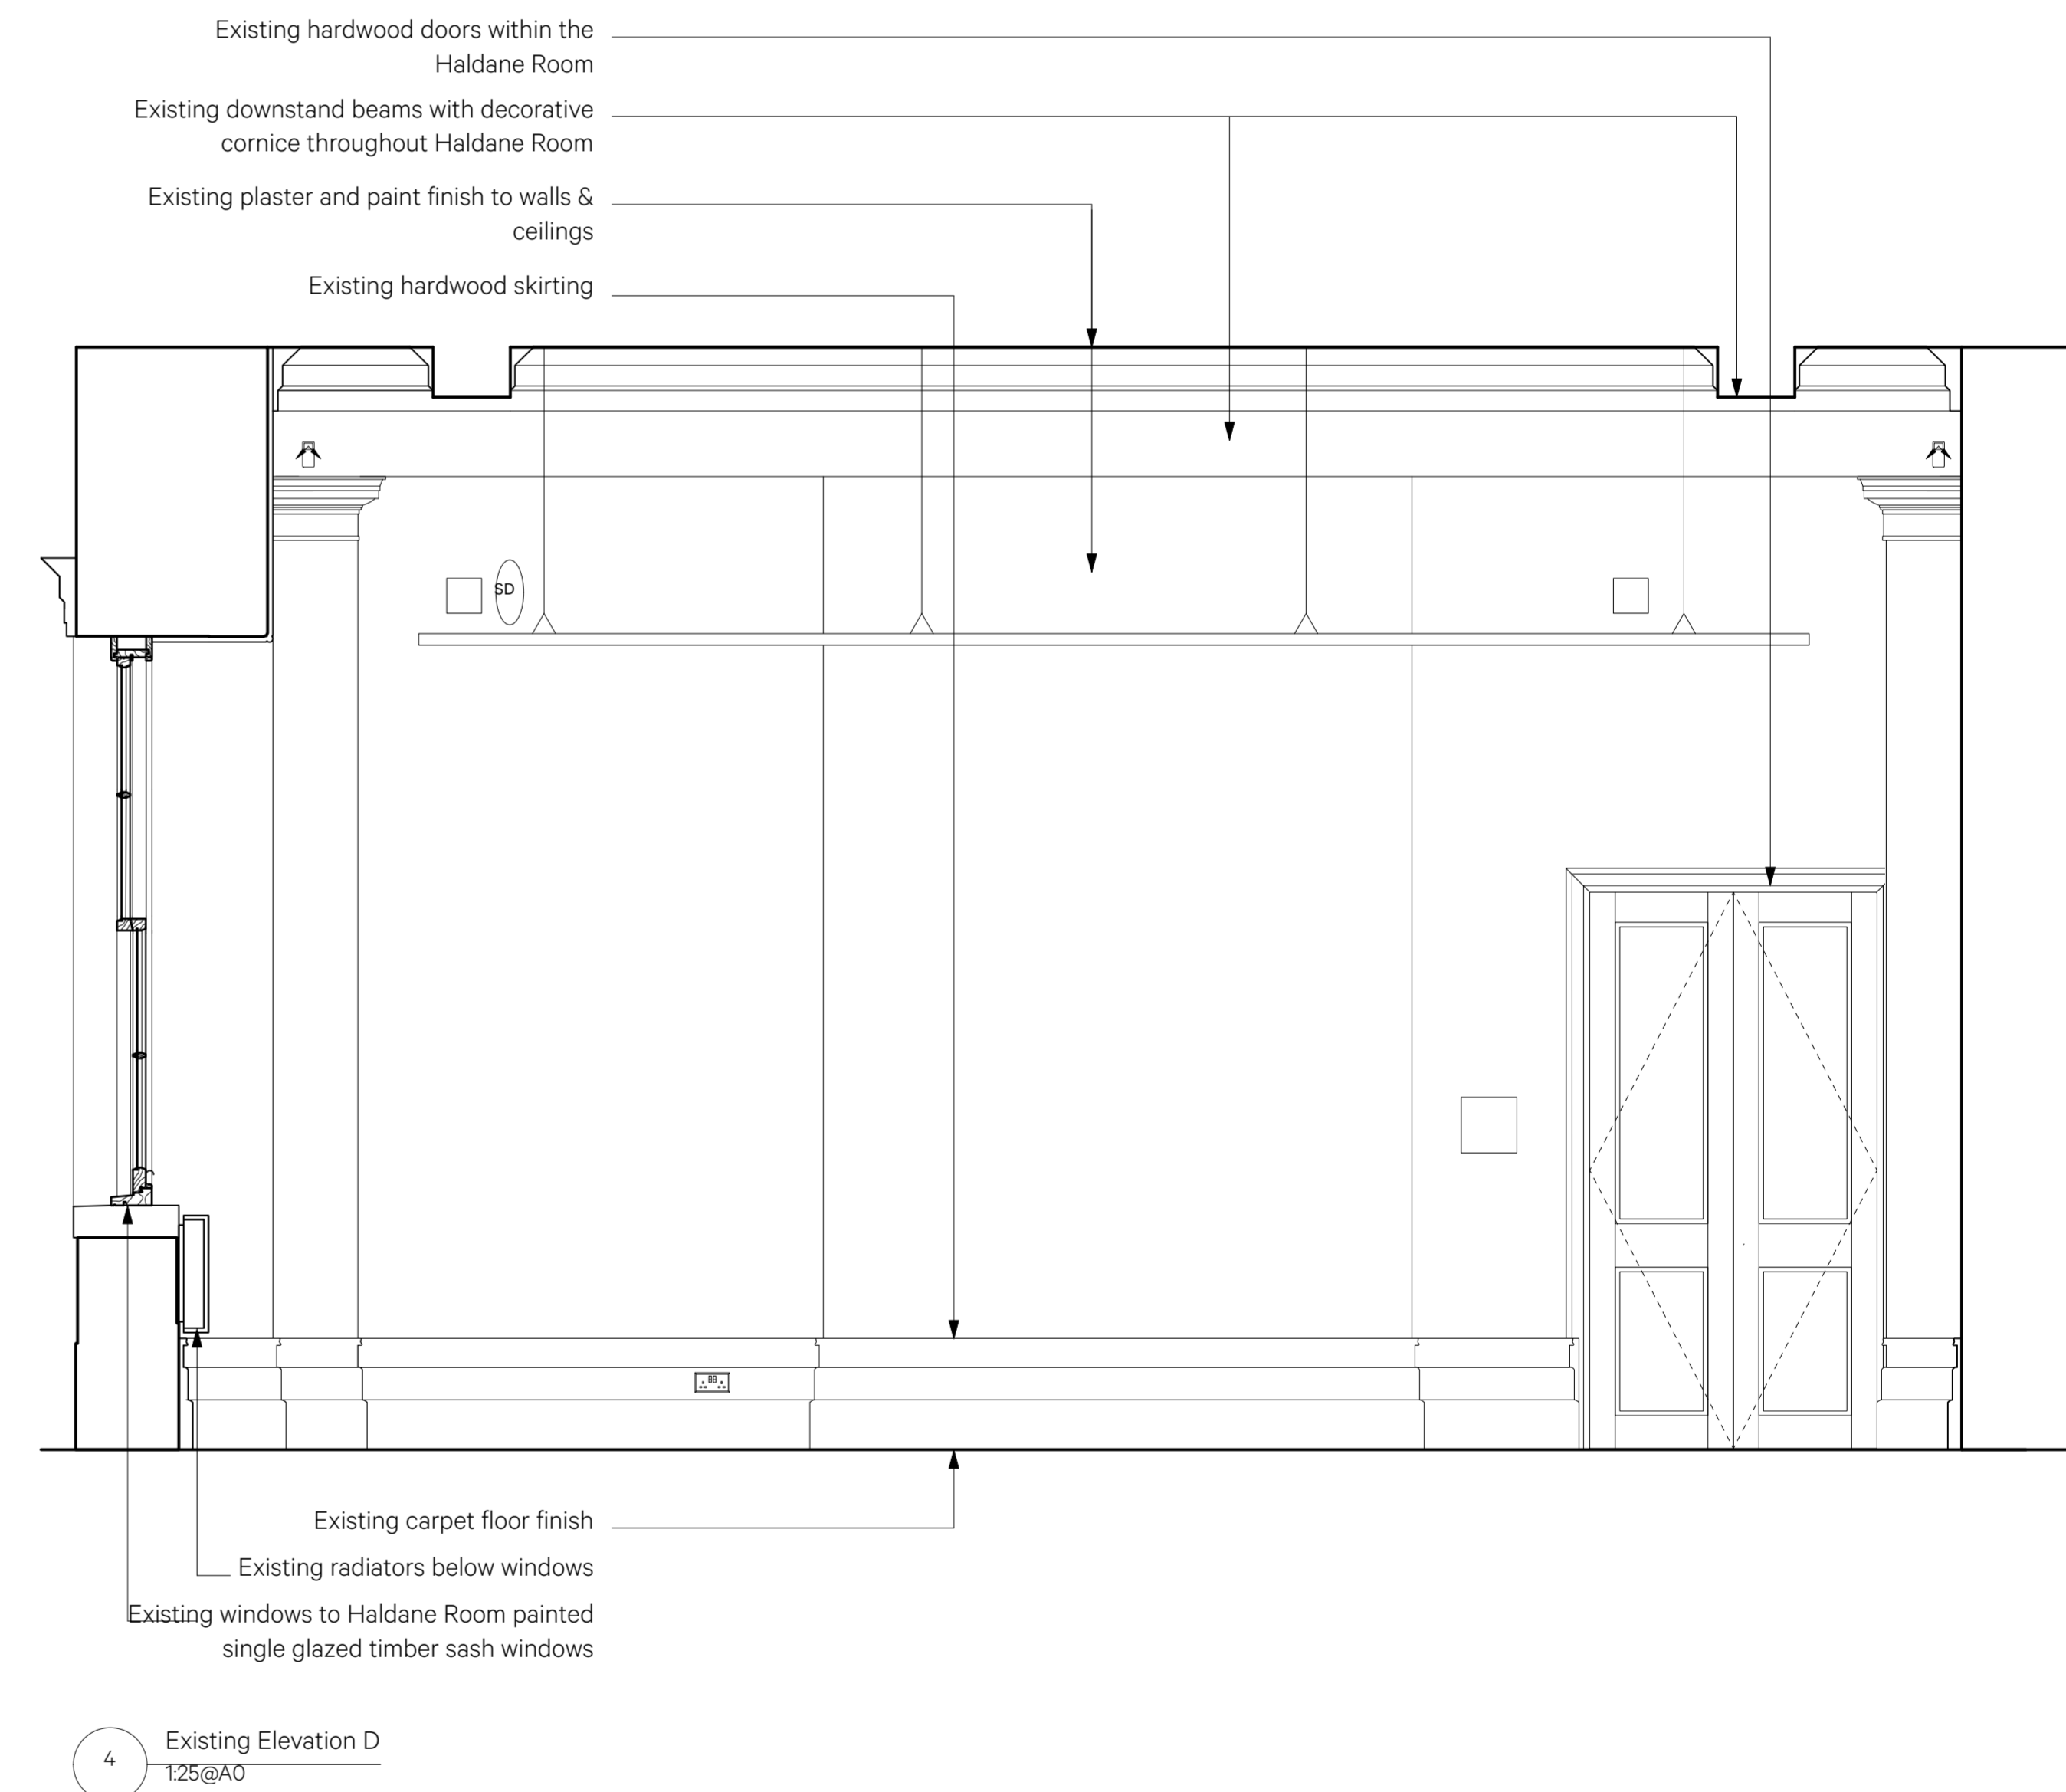 Existing hardwood doors within the
Haldane Room
Existing downstand beams with decorative
cornice throughout Haldane Room
Existing plaster and paint finish to walls &
ceilings
Existing hardwood skirting
SD
Existing carpet floor finish
Existing radiators below windows
Existing windows to Haldane Room painted
single glazed timber sash windows
4
Existing Elevation D
1:25@A0